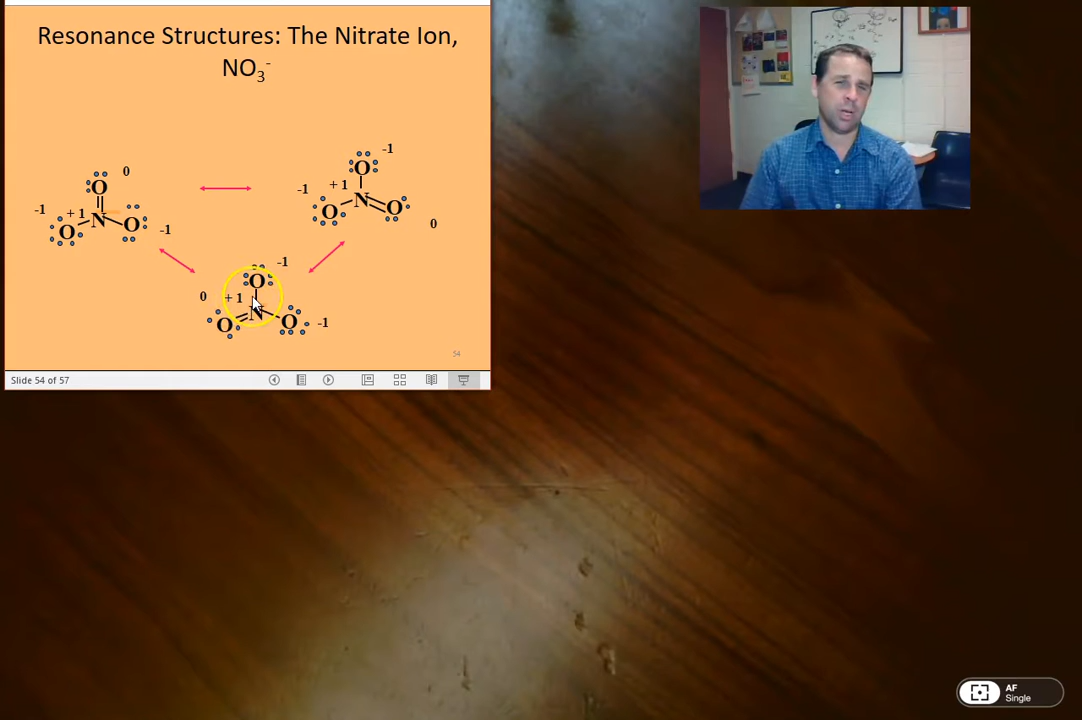 Resonance Structures: The Nitrate Ion,
NO₃⁻
-1
0
O
O
-1
+1
-1
+1
N
O
-1
O
N
O
O
0
-1
-1
O
0
+1
N
O
O
-1
54
Slide 54 of 57
AF
Single